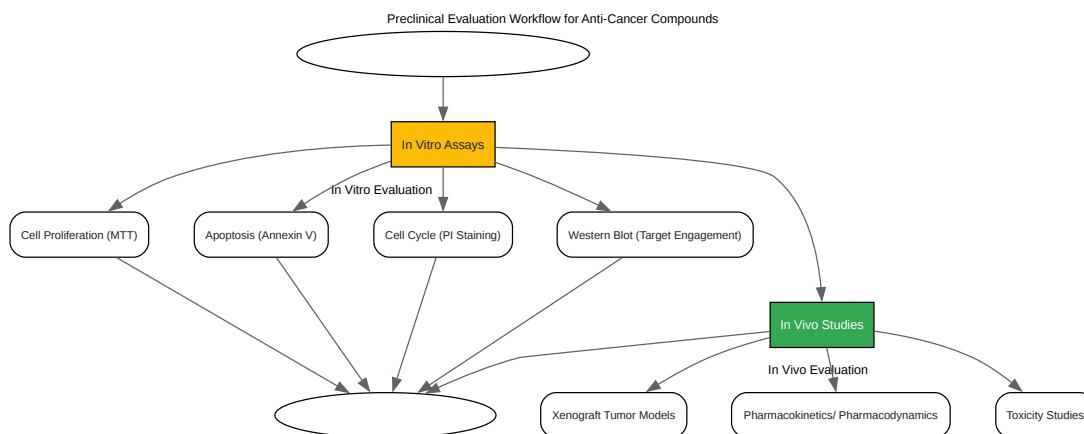 Preclinical Evaluation Workflow for Anti-Cancer Compounds
In Vitro Assays
In Vitro Evaluation
Cell Proliferation (MTT)
Apoptosis (Annexin V)
Cell Cycle (PI Staining)
Western Blot (Target Engagement)
In Vivo Studies
In Vivo Evaluation
Xenograft Tumor Models
Pharmacokinetics/ Pharmacodynamics
Toxicity Studies